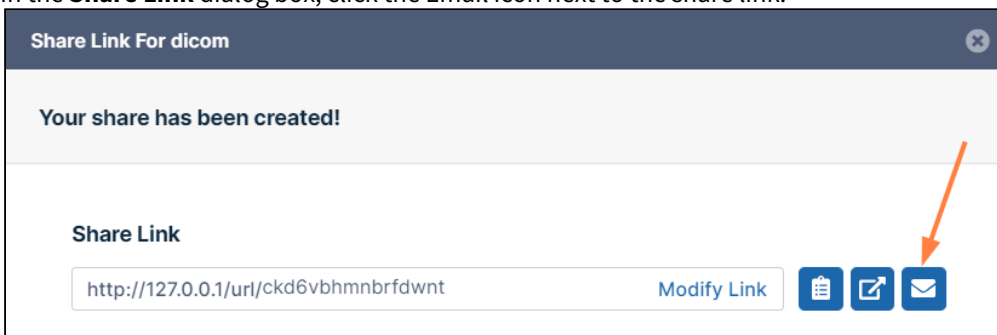 In the Share Link dialog box, click the Email icon next to the share link.
Share Link For dicom
Your share has been created!
Share Link
http://127.0.0.1/url/ckd6vbhmnbrfdwnt Modify Link